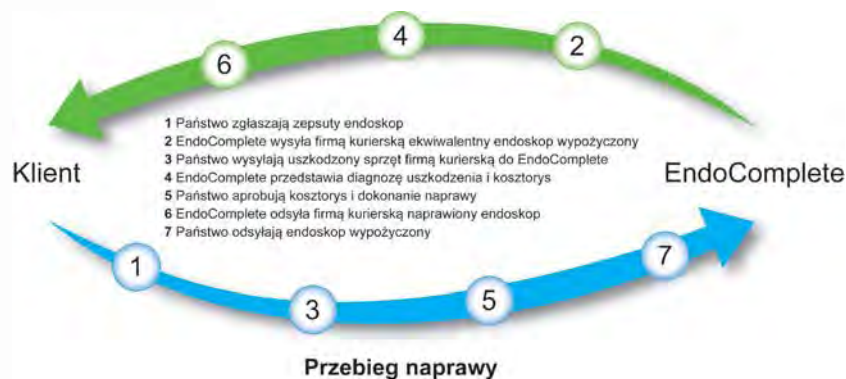 6
4
2
1 Państwo zgłaszają zepsuty endoskop
2 EndoComplete wysyła firmą kurierską ekwiwalentny endoskop wypożyczony
3 Państwo wysyłają uszkodzony sprzęt firmą kurierską do EndoComplete
4 EndoComplete przedstawia diagnozę uszkodzenia i kosztorys
5 Państwo aprobują kosztorys i dokonanie naprawy
6 EndoComplete odsyła firmą kurierską naprawiony endoskop
7 Państwo odsyłają endoskop wypożyczony
Klient
EndoComplete
1
3
5
7
Przebieg naprawy